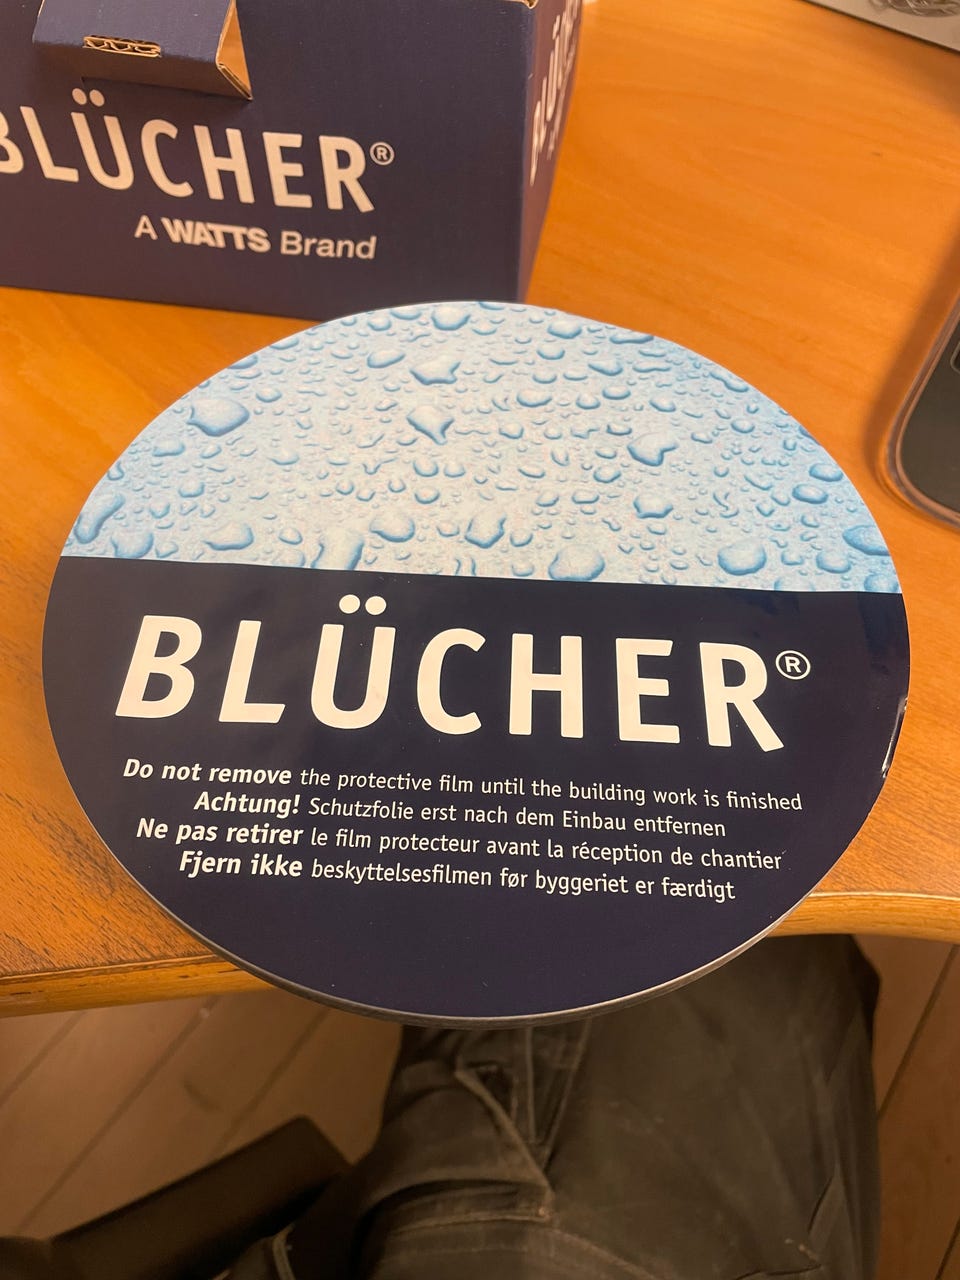 BLÜCHER®
A WATTS Brand
BLÜCHER®
Do not remove the protective film until the building work is finished
Achtung! Schutzfolie erst nach dem Einbau entfernen
Ne pas retirer le film protecteur avant la réception de chantier
Fjern ikke beskyttelsesfilmen før byggeriet er færdigt